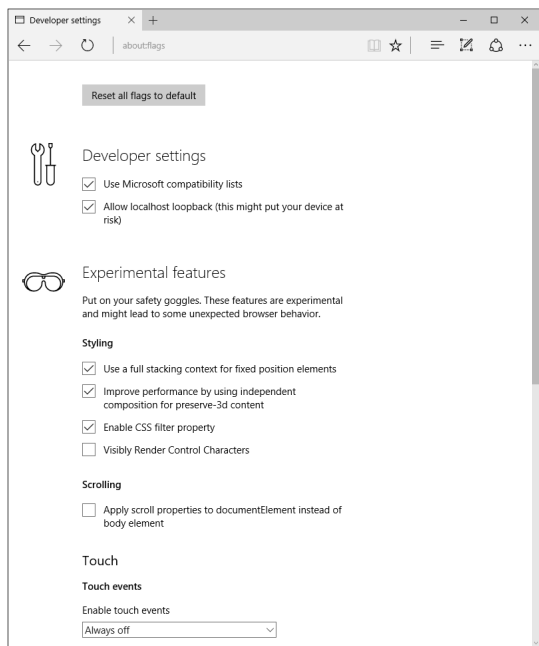 Developer settings
about:flags
Reset all flags to default
Developer settings
Use Microsoft compatibility lists
Allow localhost loopback (this might put your device at
risk)
Experimental features
Put on your safety goggles. These features are experimental
and might lead to some unexpected browser behavior.
Styling
Use a full stacking context for fixed position elements
Improve performance by using independent
composition for preserve-3d content
Enable CSS filter property
Visibly Render Control Characters
Scrolling
Apply scroll properties to documentElement instead of
body element
Touch
Touch events
Enable touch events
Always off